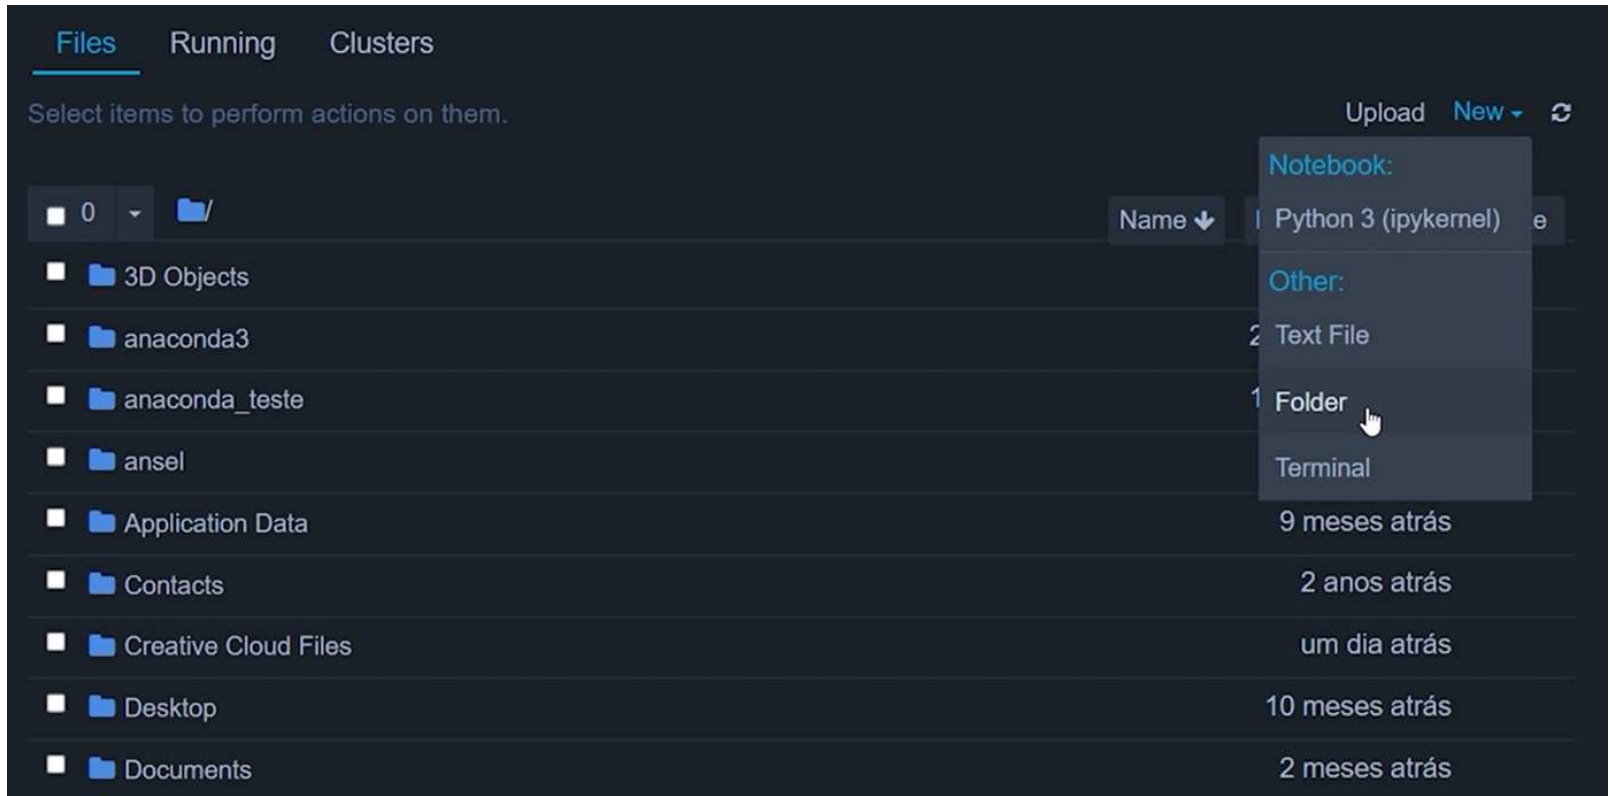 Files Running Clusters
Select items to perform actions on them.
Upload New
0 /
Name
Notebook:
Python 3 (ipykernel)
Other:
Text File
Folder
Terminal
3D Objects
anaconda3
anaconda_teste
ansel
Application Data 9 meses atrás
Contacts 2 anos atrás
Creative Cloud Files um dia atrás
Desktop 10 meses atrás
Documents 2 meses atrás